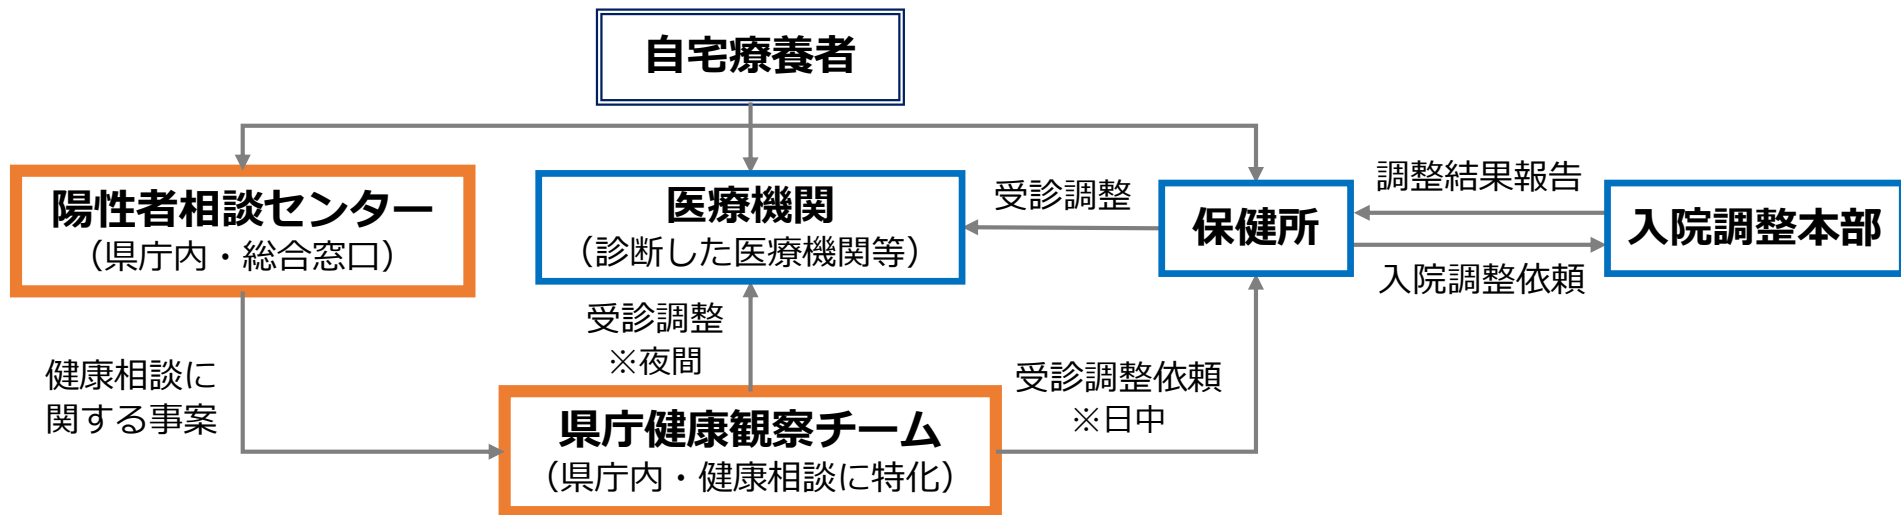 自宅療養者
陽性者相談センター
（県庁内・総合窓口）
医療機関
（診断した医療機関等）
受診調整
保健所
調整結果報告
入院調整依頼
入院調整本部
健康相談に
関する事案
受診調整
※夜間
県庁健康観察チーム
（県庁内・健康相談に特化）
受診調整依頼
※日中